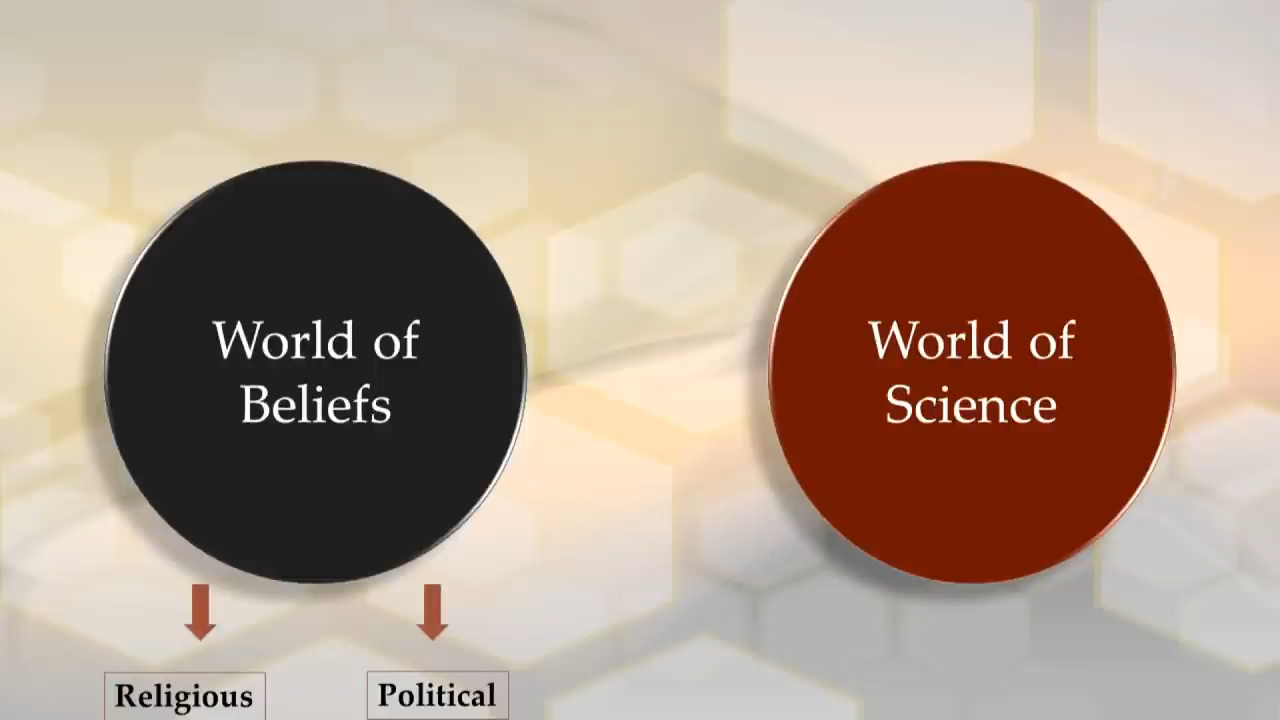 World of
Beliefs
World of
Science
Religious
Political